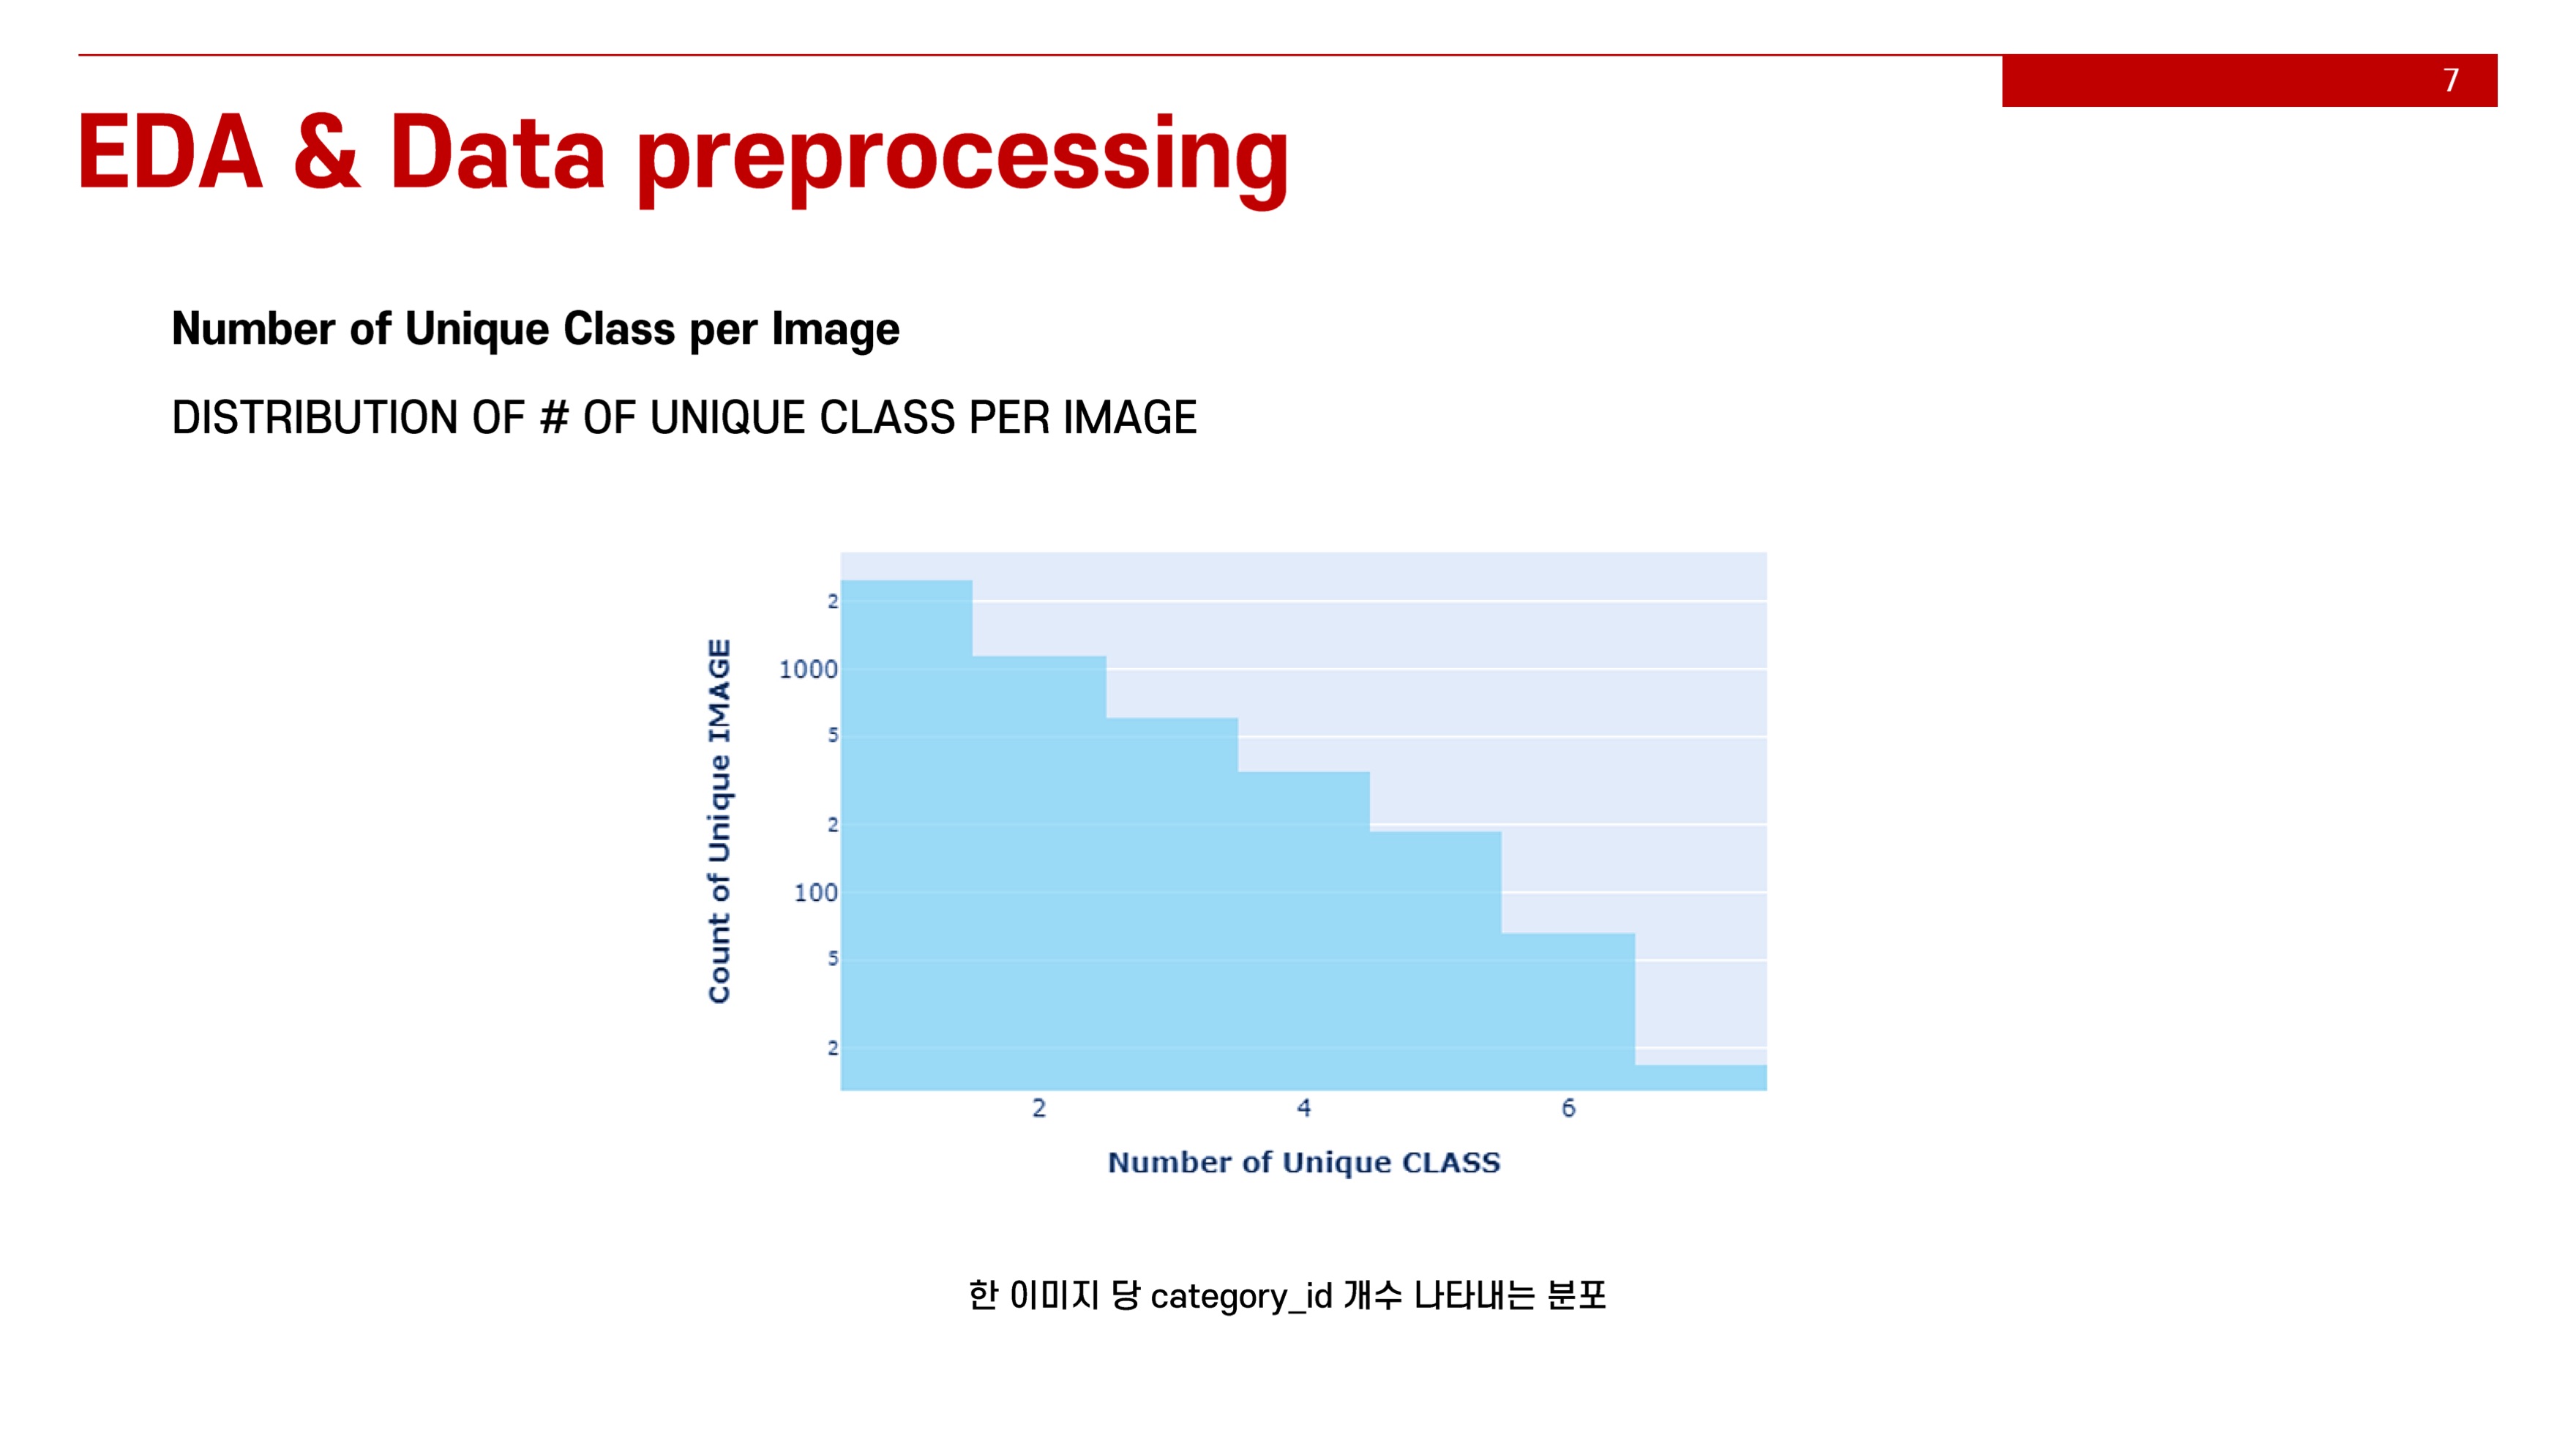 7
EDA & Data preprocessing
Number of Unique Class per Image
DISTRIBUTION OF # OF UNIQUE CLASS PER IMAGE
Count of Unique IMAGE
2
1000
5
2
100
5
2
2 4 6
Number of Unique CLASS
한 이미지 당 category_id 개수 나타내는 분포